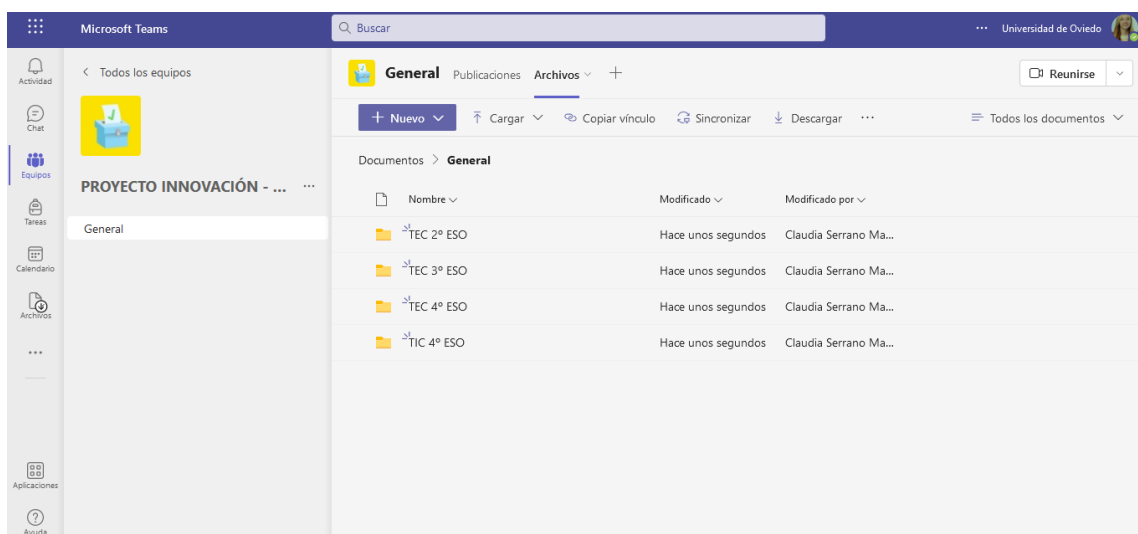 Microsoft Teams
Buscar
Universidad de Oviedo
Actividad
Chat
Equipos
Tareas
Calendario
Archivos
Aplicaciones
Ayuda
Todos los equipos
PROYECTO INNOVACIÓN - ...
General
General Publicaciones Archivos
Reunirse
Nuevo Cargar Copiar vínculo Sincronizar Descargar ... Todos los documentos
Documentos > General
Nombre Modificado Modificado por
TEC 2º ESO Hace unos segundos Claudia Serrano Ma...
TEC 3º ESO Hace unos segundos Claudia Serrano Ma...
TEC 4º ESO Hace unos segundos Claudia Serrano Ma...
TIC 4º ESO Hace unos segundos Claudia Serrano Ma...